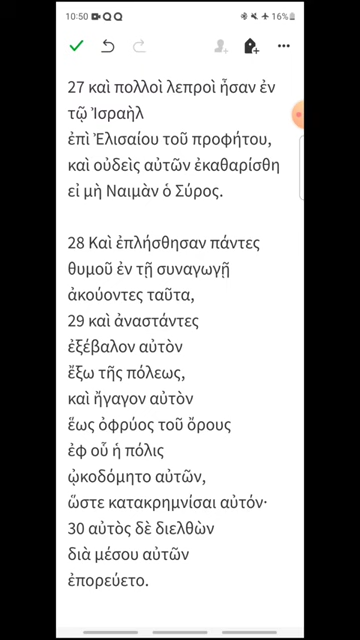 10:50
16%
27 καὶ πολλοὶ λεπροὶ ἦσαν ἐν
τῷ Ἰσραὴλ
ἐπὶ Ἐλισαίου τοῦ προφήτου,
καὶ οὐδεὶς αὐτῶν ἐκαθαρίσθη
εἰ μὴ Ναιμὰν ὁ Σύρος.
28 Καὶ ἐπλήσθησαν πάντες
θυμοῦ ἐν τῇ συναγωγῇ
ἀκούοντες ταῦτα,
29 καὶ ἀναστάντες
ἐξέβαλον αὐτὸν
ἔξω τῆς πόλεως,
καὶ ἤγαγον αὐτὸν
ἕως ὀφρύος τοῦ ὄρους
ἐφ οὗ ἡ πόλις
ᾠκοδόμητο αὐτῶν,
ὥστε κατακρημνίσαι αὐτόν·
30 αὐτὸς δὲ διελθὼν
διὰ μέσου αὐτῶν
ἐπορεύετο.